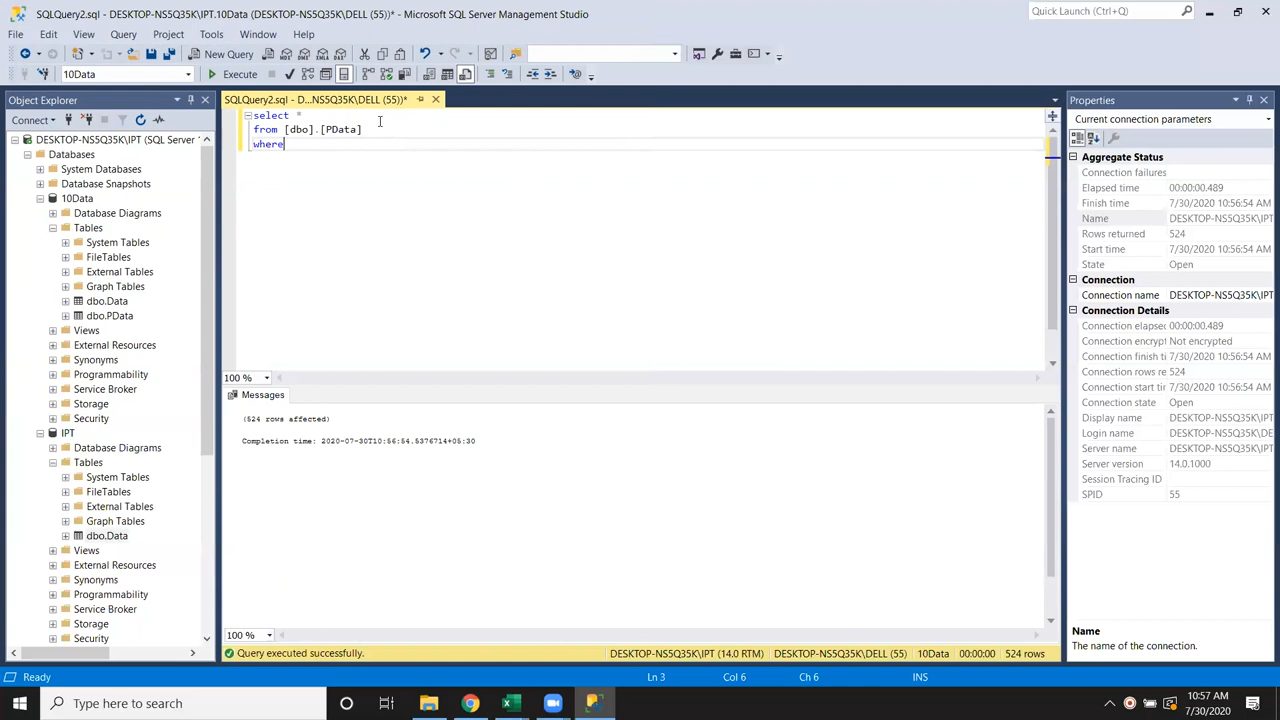 SQLQuery2.sql - DESKTOP-NS5Q35K\IPT.10Data (DESKTOP-NS5Q35K\DELL (55))* - Microsoft SQL Server Management Studio
Quick Launch (Ctrl+Q)
File Edit View Query Project Tools Window Help
New Query
10Data
Execute
Object Explorer
Connect
DESKTOP-NS5Q35K\IPT (SQL Server
Databases
System Databases
Database Snapshots
10Data
Database Diagrams
Tables
System Tables
FileTables
External Tables
Graph Tables
dbo.Data
dbo.PData
Views
External Resources
Synonyms
Programmability
Service Broker
Storage
Security
IPT
Database Diagrams
Tables
System Tables
FileTables
External Tables
Graph Tables
dbo.Data
Views
External Resources
Synonyms
Programmability
Service Broker
Storage
Security
SQLQuery2.sql - D...NS5Q35K\DELL (55))*
select *
from [dbo].[PData]
where
100 %
Messages
(524 rows affected)
Completion time: 2020-07-30T10:56:54.5376714+05:30
100 %
Query executed successfully.
DESKTOP-NS5Q35K\IPT (14.0 RTM) DESKTOP-NS5Q35K\DELL (55) 10Data 00:00:00 524 rows
Properties
Current connection parameters
Aggregate Status
Connection failures
Elapsed time 00:00:00.489
Finish time 7/30/2020 10:56:54 AM
Name DESKTOP-NS5Q35K\IPT
Rows returned 524
Start time 7/30/2020 10:56:54 AM
State Open
Connection
Connection name DESKTOP-NS5Q35K\IPT
Connection Details
Connection elapse 00:00:00.489
Connection encryp Not encrypted
Connection finish ti 7/30/2020 10:56:54 AM
Connection rows re 524
Connection start tir 7/30/2020 10:56:54 AM
Connection state Open
Display name DESKTOP-NS5Q35K\IPT
Login name DESKTOP-NS5Q35K\DE
Server name DESKTOP-NS5Q35K\IPT
Server version 14.0.1000
Session Tracing ID
SPID 55
Name
The name of the connection.
Ready
Ln 3 Col 6 Ch 6 INS
Type here to search
10:57 AM
7/30/2020